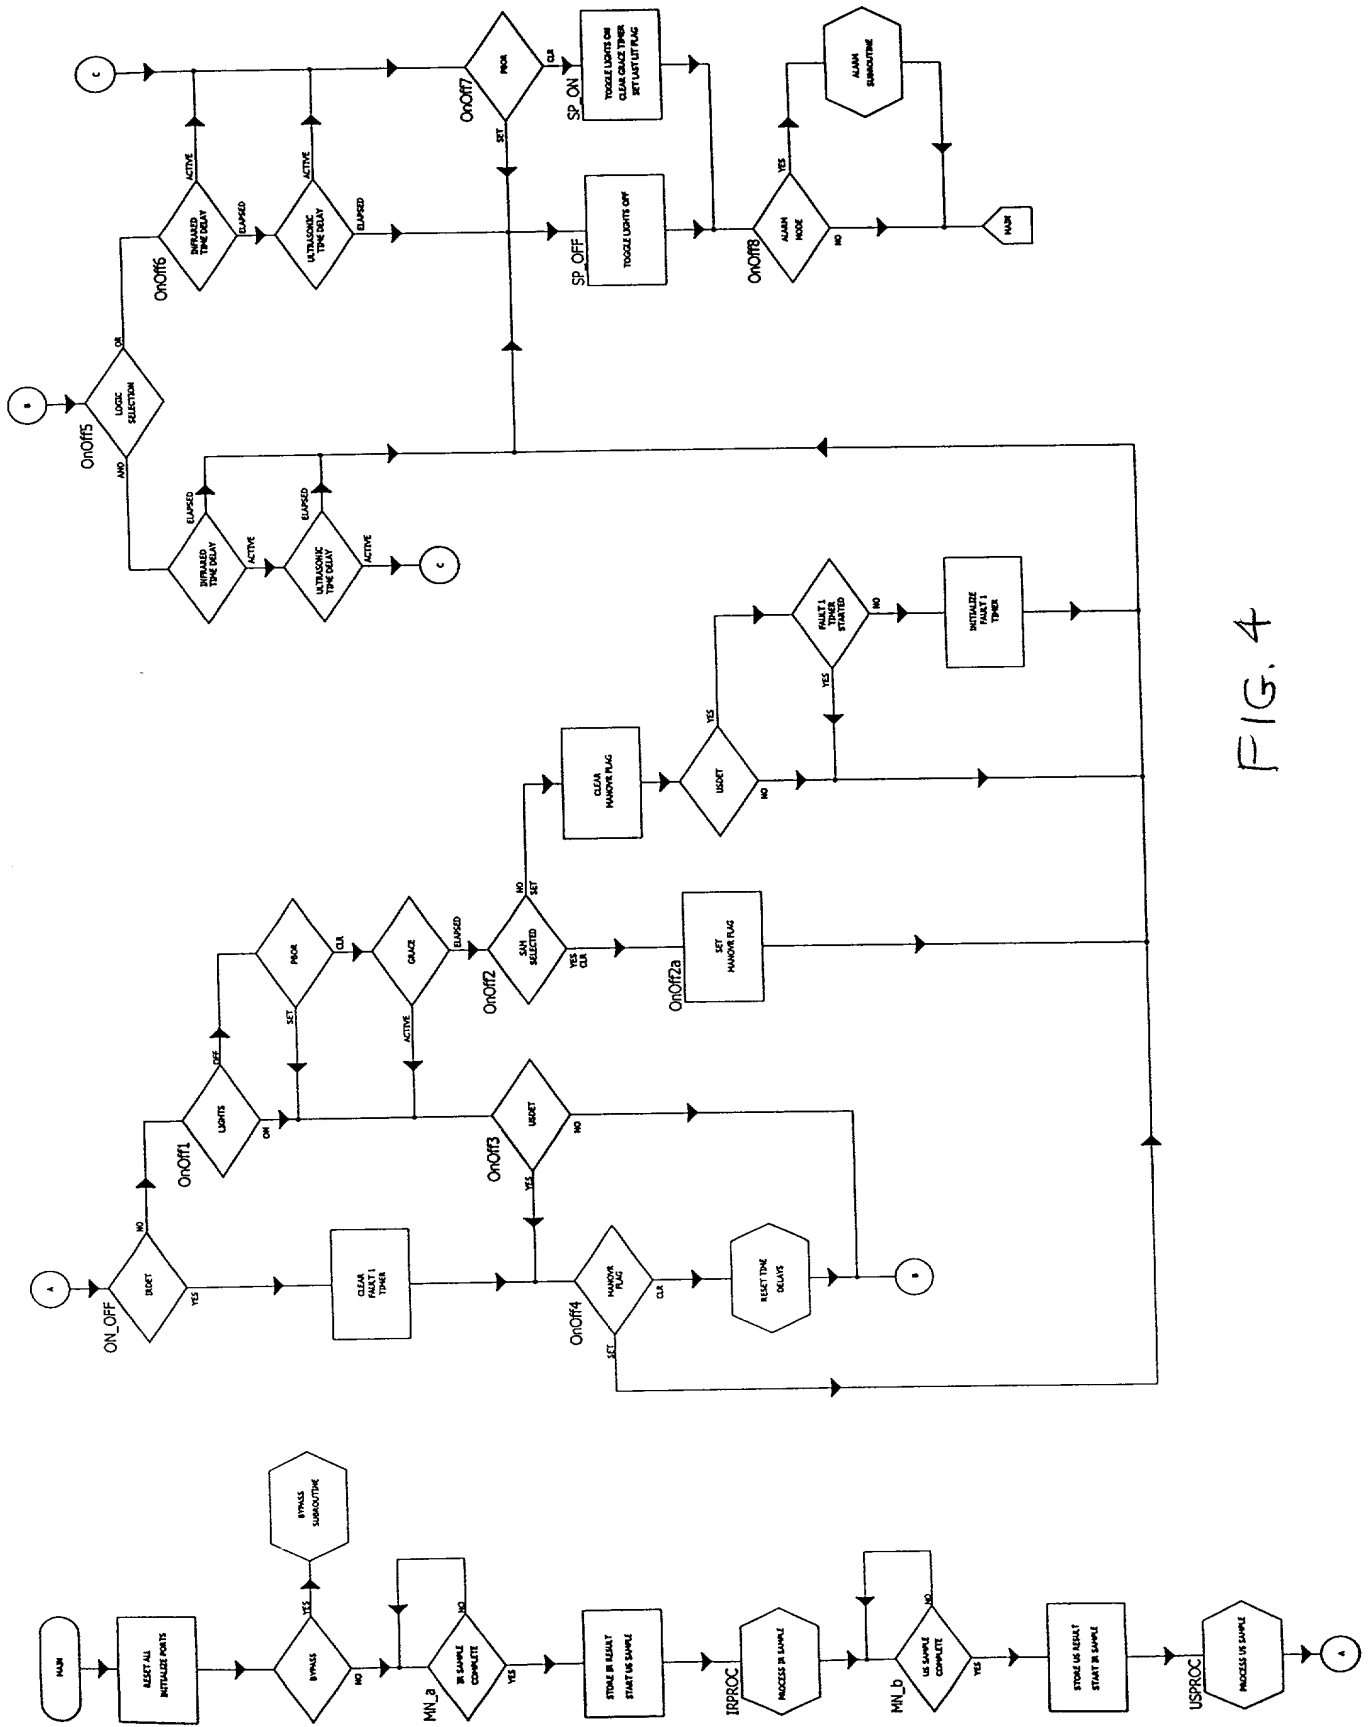 MAIN
RESET ALL
INITIALIZE PORTS
BYPASS
YES
NO
BYPASS
SUBROUTINE
MN_a
IR SAMPLE
COMPLETE
NO
YES
STORE IR RESULT
START US SAMPLE
IRPROC
PROCESS IR SAMPLE
MN_b
US SAMPLE
COMPLETE
NO
YES
STORE US RESULT
START IR SAMPLE
USPROC
PROCESS US SAMPLE
A
A
ON_OFF
IRDET
NO
YES
CLEAR
FAULT 1
TIMER
OnOff1
LIGHTS
OFF
ON
PBOR
SET
CLR
GRACE
ACTIVE
ELAPSED
OnOff2
SAM
SELECTED
NO
SET
YES
CLR
OnOff2a
SET
MANOVR FLAG
OnOff3
USDET
YES
NO
OnOff4
MANOVR
FLAG
SET
CLR
RESET TIME
DELAYS
B
CLEAR
MANOVR FLAG
USDET
YES
NO
FAULT 1
TIMER
STARTED
YES
NO
INITIALIZE
FAULT 1
TIMER
B
OnOff5
LOGIC
SELECTION
AND
OR
INFRARED
TIME DELAY
ELAPSED
ACTIVE
ULTRASONIC
TIME DELAY
ELAPSED
ACTIVE
C
OnOff6
INFRARED
TIME DELAY
ACTIVE
ELAPSED
ULTRASONIC
TIME DELAY
ACTIVE
ELAPSED
C
OnOff7
PBOR
SET
CLR
SP_ON
TOGGLE LIGHTS ON
CLEAR GRACE TIMER
SET LAST LIT FLAG
SP_OFF
TOGGLE LIGHTS OFF
OnOff8
ALARM
MODE
YES
NO
ALARM
SUBROUTINE
MAIN
FIG. 4